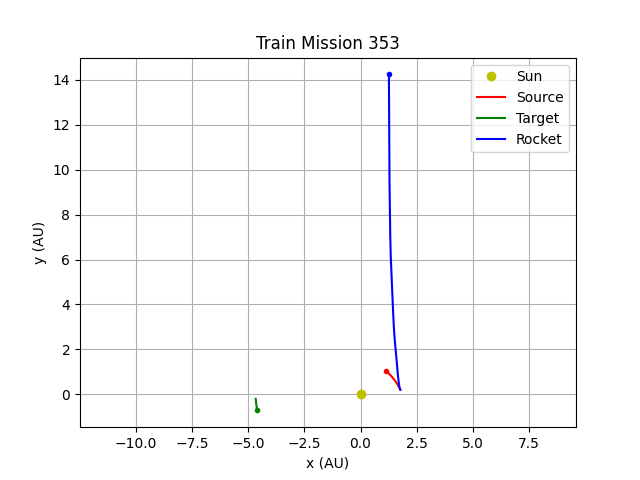 Train Mission 353
Sun
Source
Target
Rocket
14
12
10
8
6
4
2
0
y (AU)
−10.0 −7.5 −5.0 −2.5 0.0 2.5 5.0 7.5
x (AU)